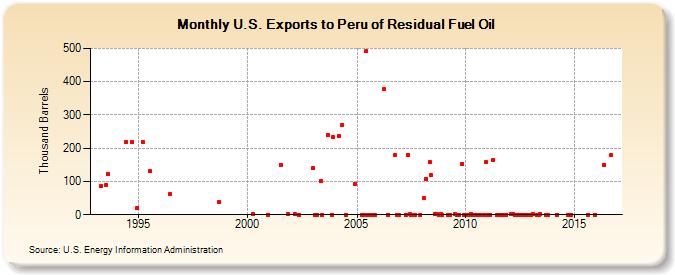 Monthly U.S. Exports to Peru of Residual Fuel Oil
Thousand Barrels
500
400
300
200
100
0
1995 2000 2005 2010 2015
Source: U.S. Energy Information Administration